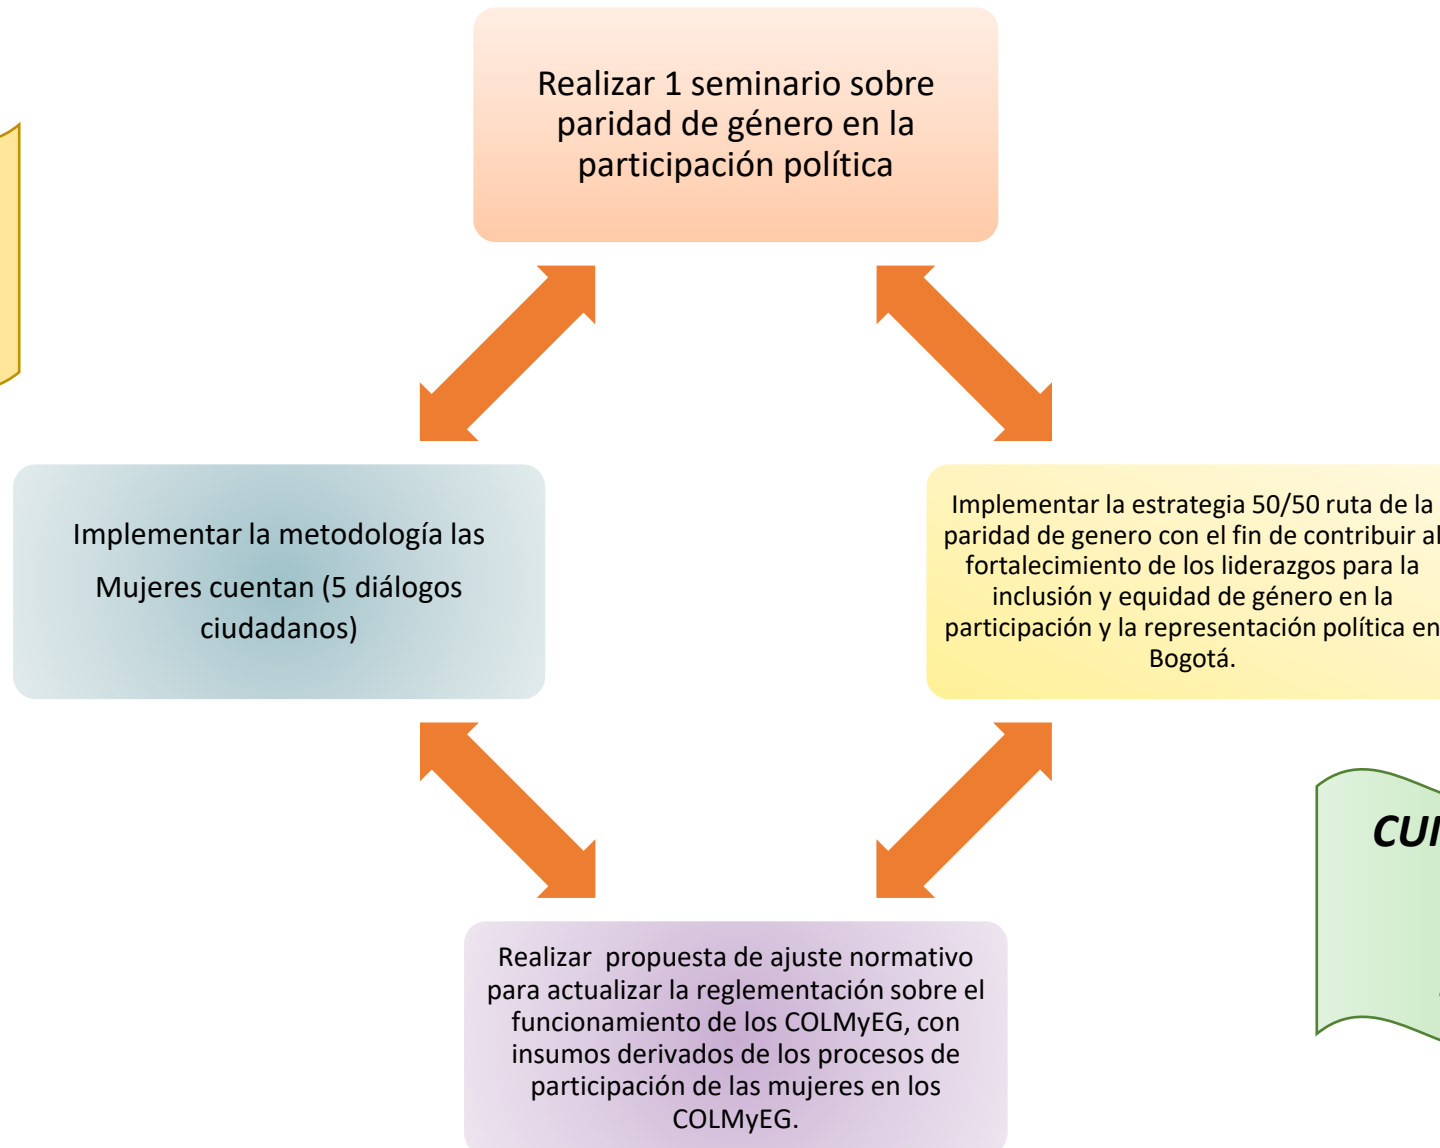 Realizar 1 seminario sobre
paridad de género en la
participación política
Implementar la metodología las
Mujeres cuentan (5 diálogos
ciudadanos)
Implementar la estrategia 50/50 ruta de la
paridad de genero con el fin de contribuir al
fortalecimiento de los liderazgos para la
inclusión y equidad de género en la
participación y la representación política en
Bogotá.
Realizar propuesta de ajuste normativo
para actualizar la reglementación sobre el
funcionamiento de los COLMyEG, con
insumos derivados de los procesos de
participación de las mujeres en los
COLMyEG.